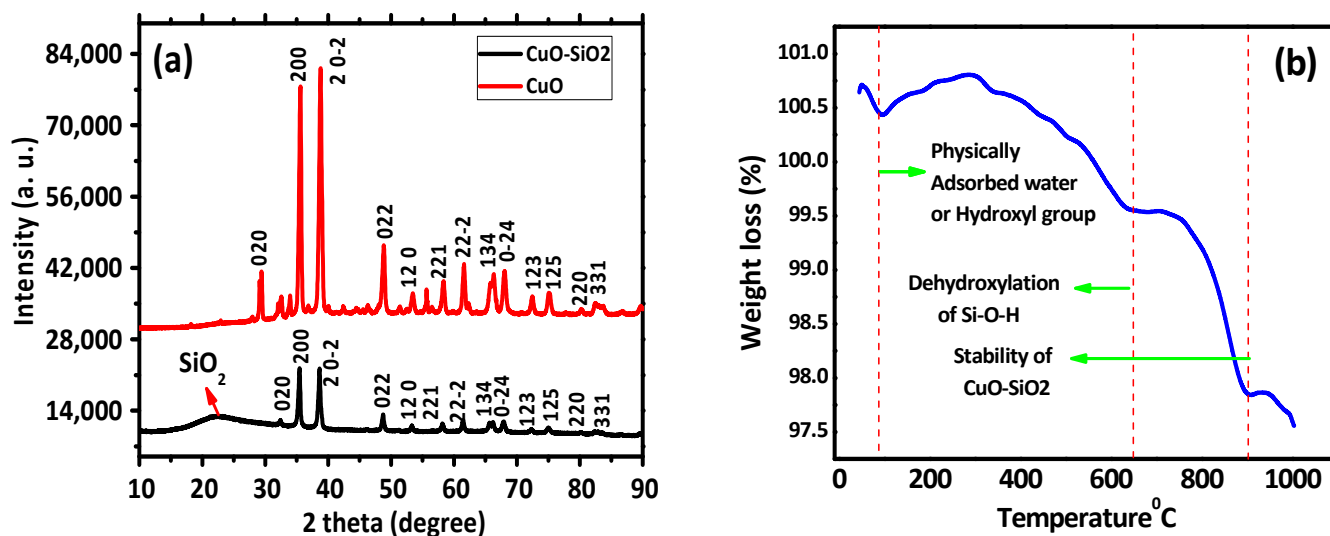 (a)
CuO-SiO2
CuO
84,000
70,000
56,000
42,000
28,000
14,000
Intensity (a. u.)
020
200
2 0-2
022
12 0
221
22-2
134
0-24
123
125
220
331
SiO2
020
200
2 0-2
022
12 0
221
22-2
134
0-24
123
125
220
331
10 20 30 40 50 60 70 80 90
2 theta (degree)
(b)
101.0
100.5
100.0
99.5
99.0
98.5
98.0
97.5
Weight loss (%)
Physically
Adsorbed water
or Hydroxyl group
Dehydroxylation
of Si-O-H
Stability of
CuO-SiO2
0 200 400 600 800 1000
Temperature⁰C